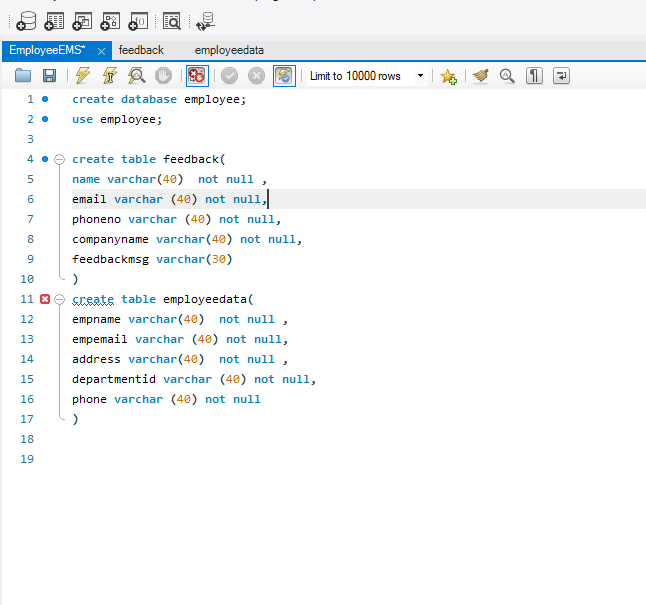 EmployeeEMS* × feedback employeedata
Limit to 10000 rows
1 create database employee;
2 use employee;
3
4 create table feedback(
5 name varchar(40)  not null ,
6 email varchar (40) not null,
7 phoneno varchar (40) not null,
8 companyname varchar(40) not null,
9 feedbackmsg varchar(30)
10 )
11 create table employeedata(
12 empname varchar(40)  not null ,
13 empemail varchar (40) not null,
14 address varchar(40)  not null ,
15 departmentid varchar (40) not null,
16 phone varchar (40) not null
17 )
18
19